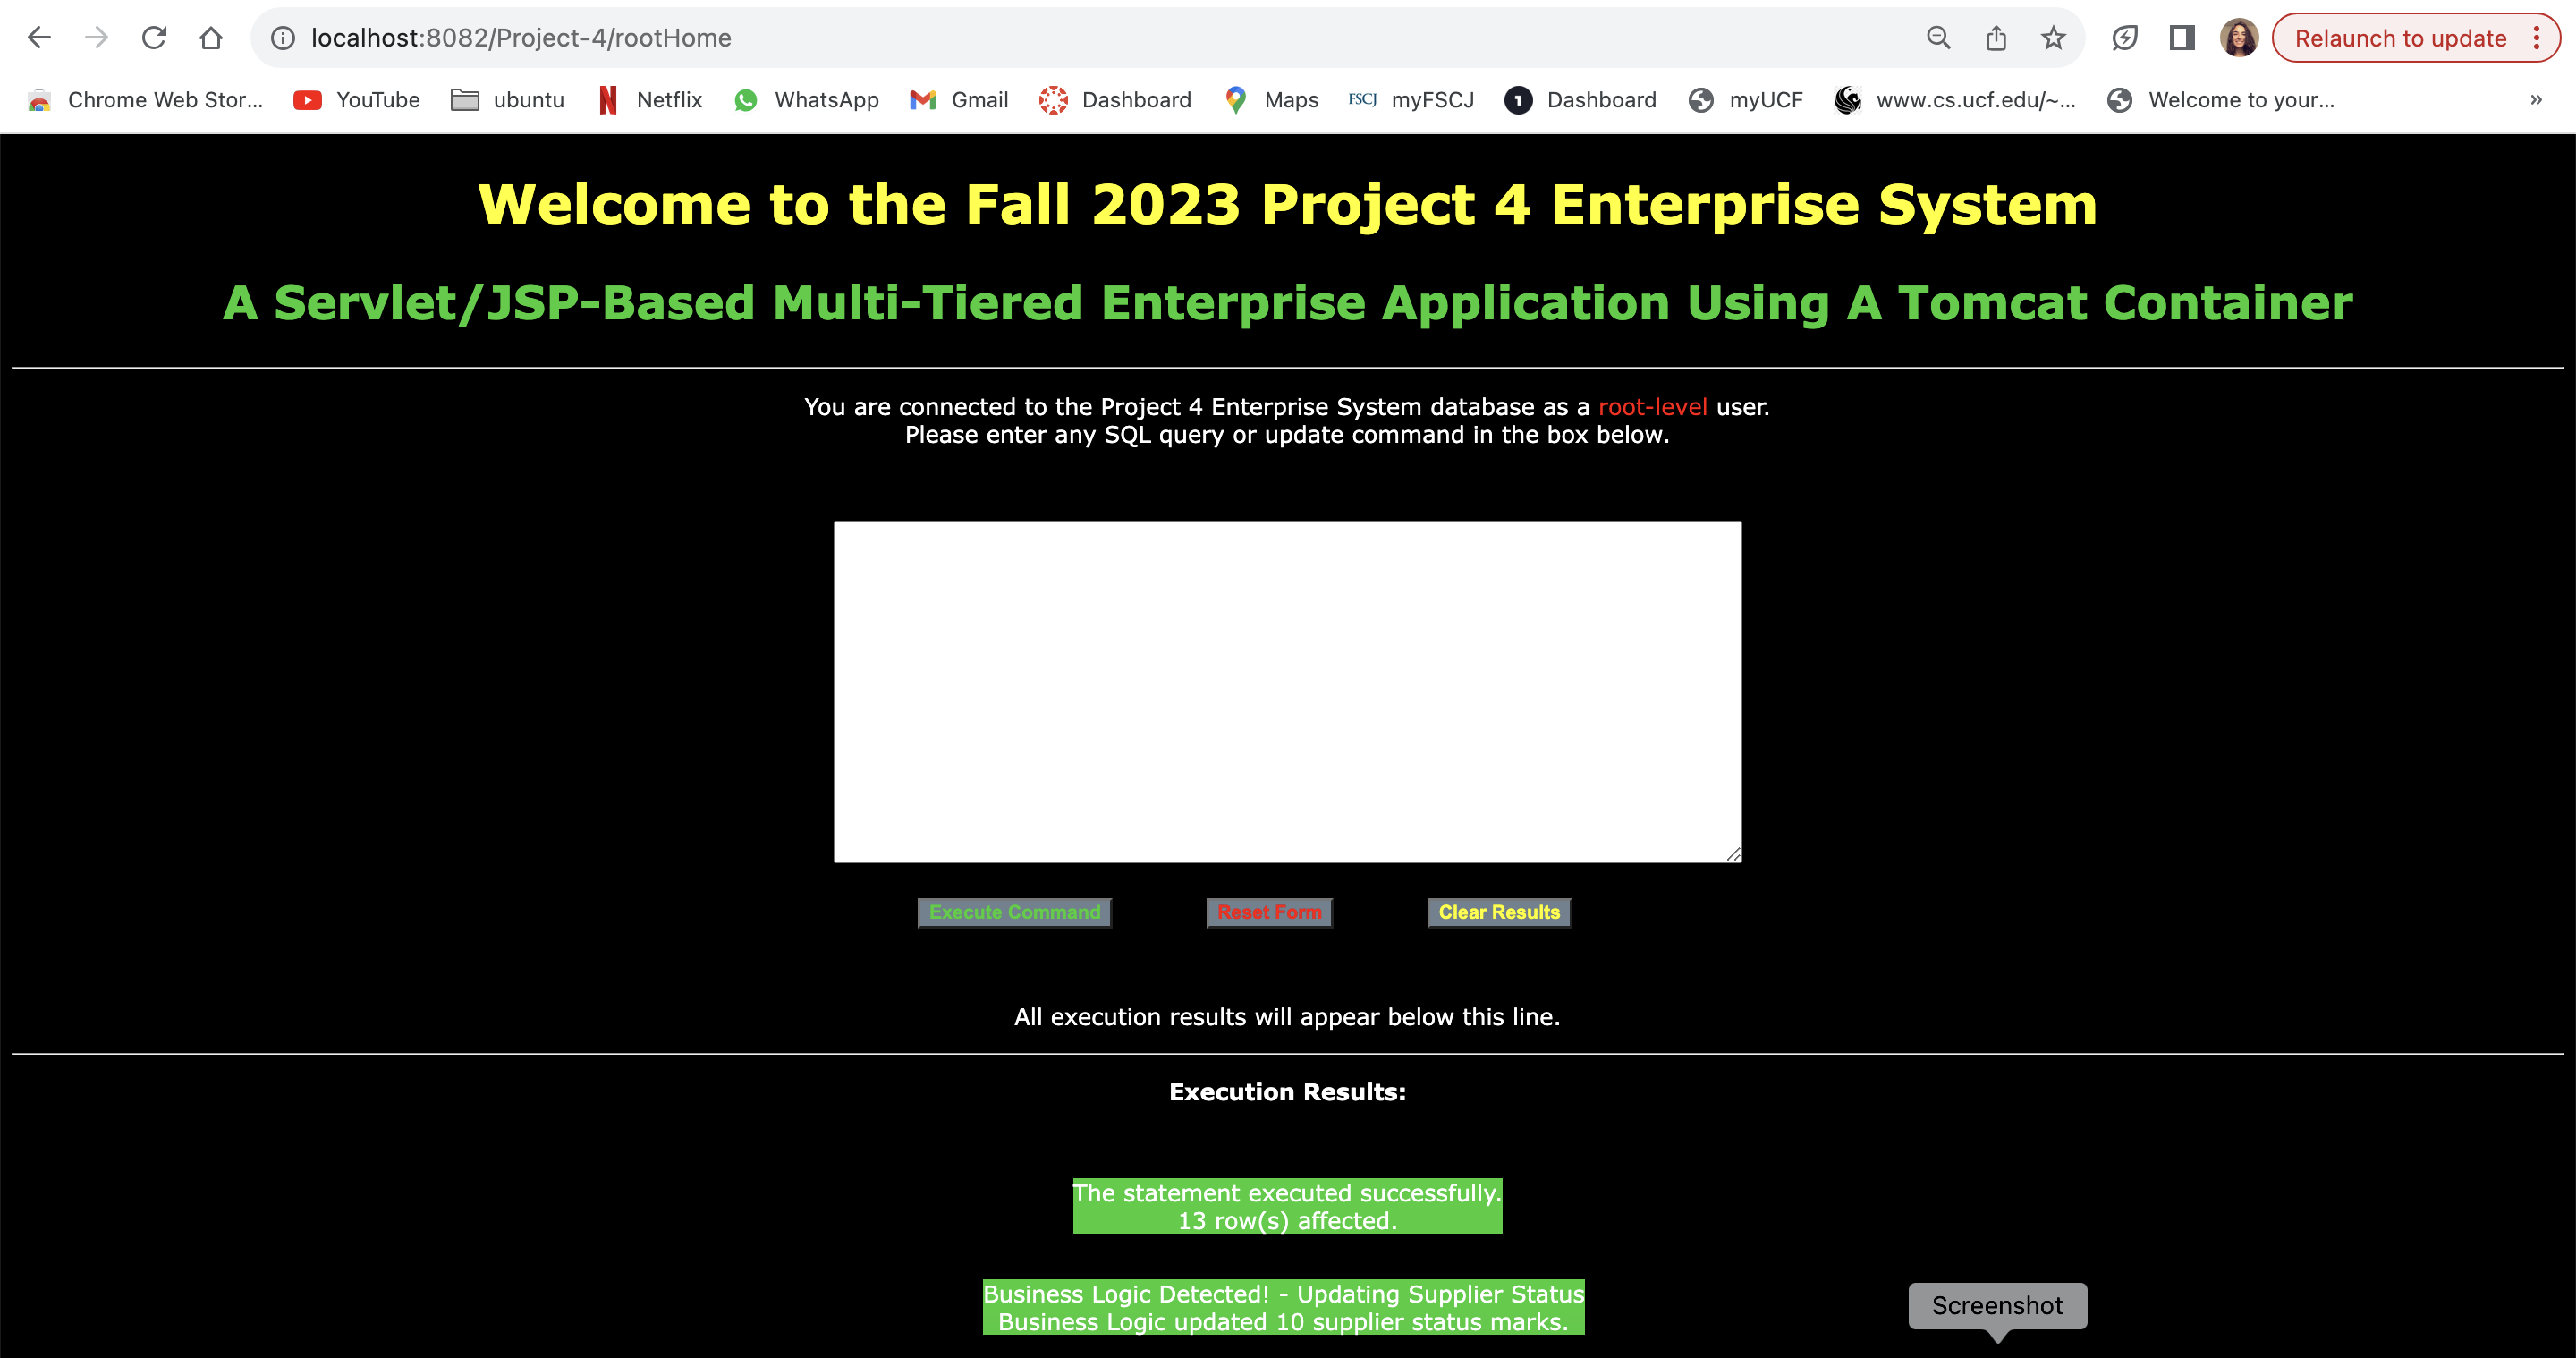 localhost:8082/Project-4/rootHome
Relaunch to update
Chrome Web Stor... YouTube ubuntu Netflix WhatsApp Gmail Dashboard Maps FSCJ myFSCJ 1 Dashboard myUCF www.cs.ucf.edu/~... Welcome to your... »
Welcome to the Fall 2023 Project 4 Enterprise System
A Servlet/JSP-Based Multi-Tiered Enterprise Application Using A Tomcat Container
You are connected to the Project 4 Enterprise System database as a root-level user.
Please enter any SQL query or update command in the box below.
Execute Command Reset Form Clear Results
All execution results will appear below this line.
Execution Results:
The statement executed successfully.
13 row(s) affected.
Business Logic Detected! - Updating Supplier Status
Business Logic updated 10 supplier status marks.
Screenshot